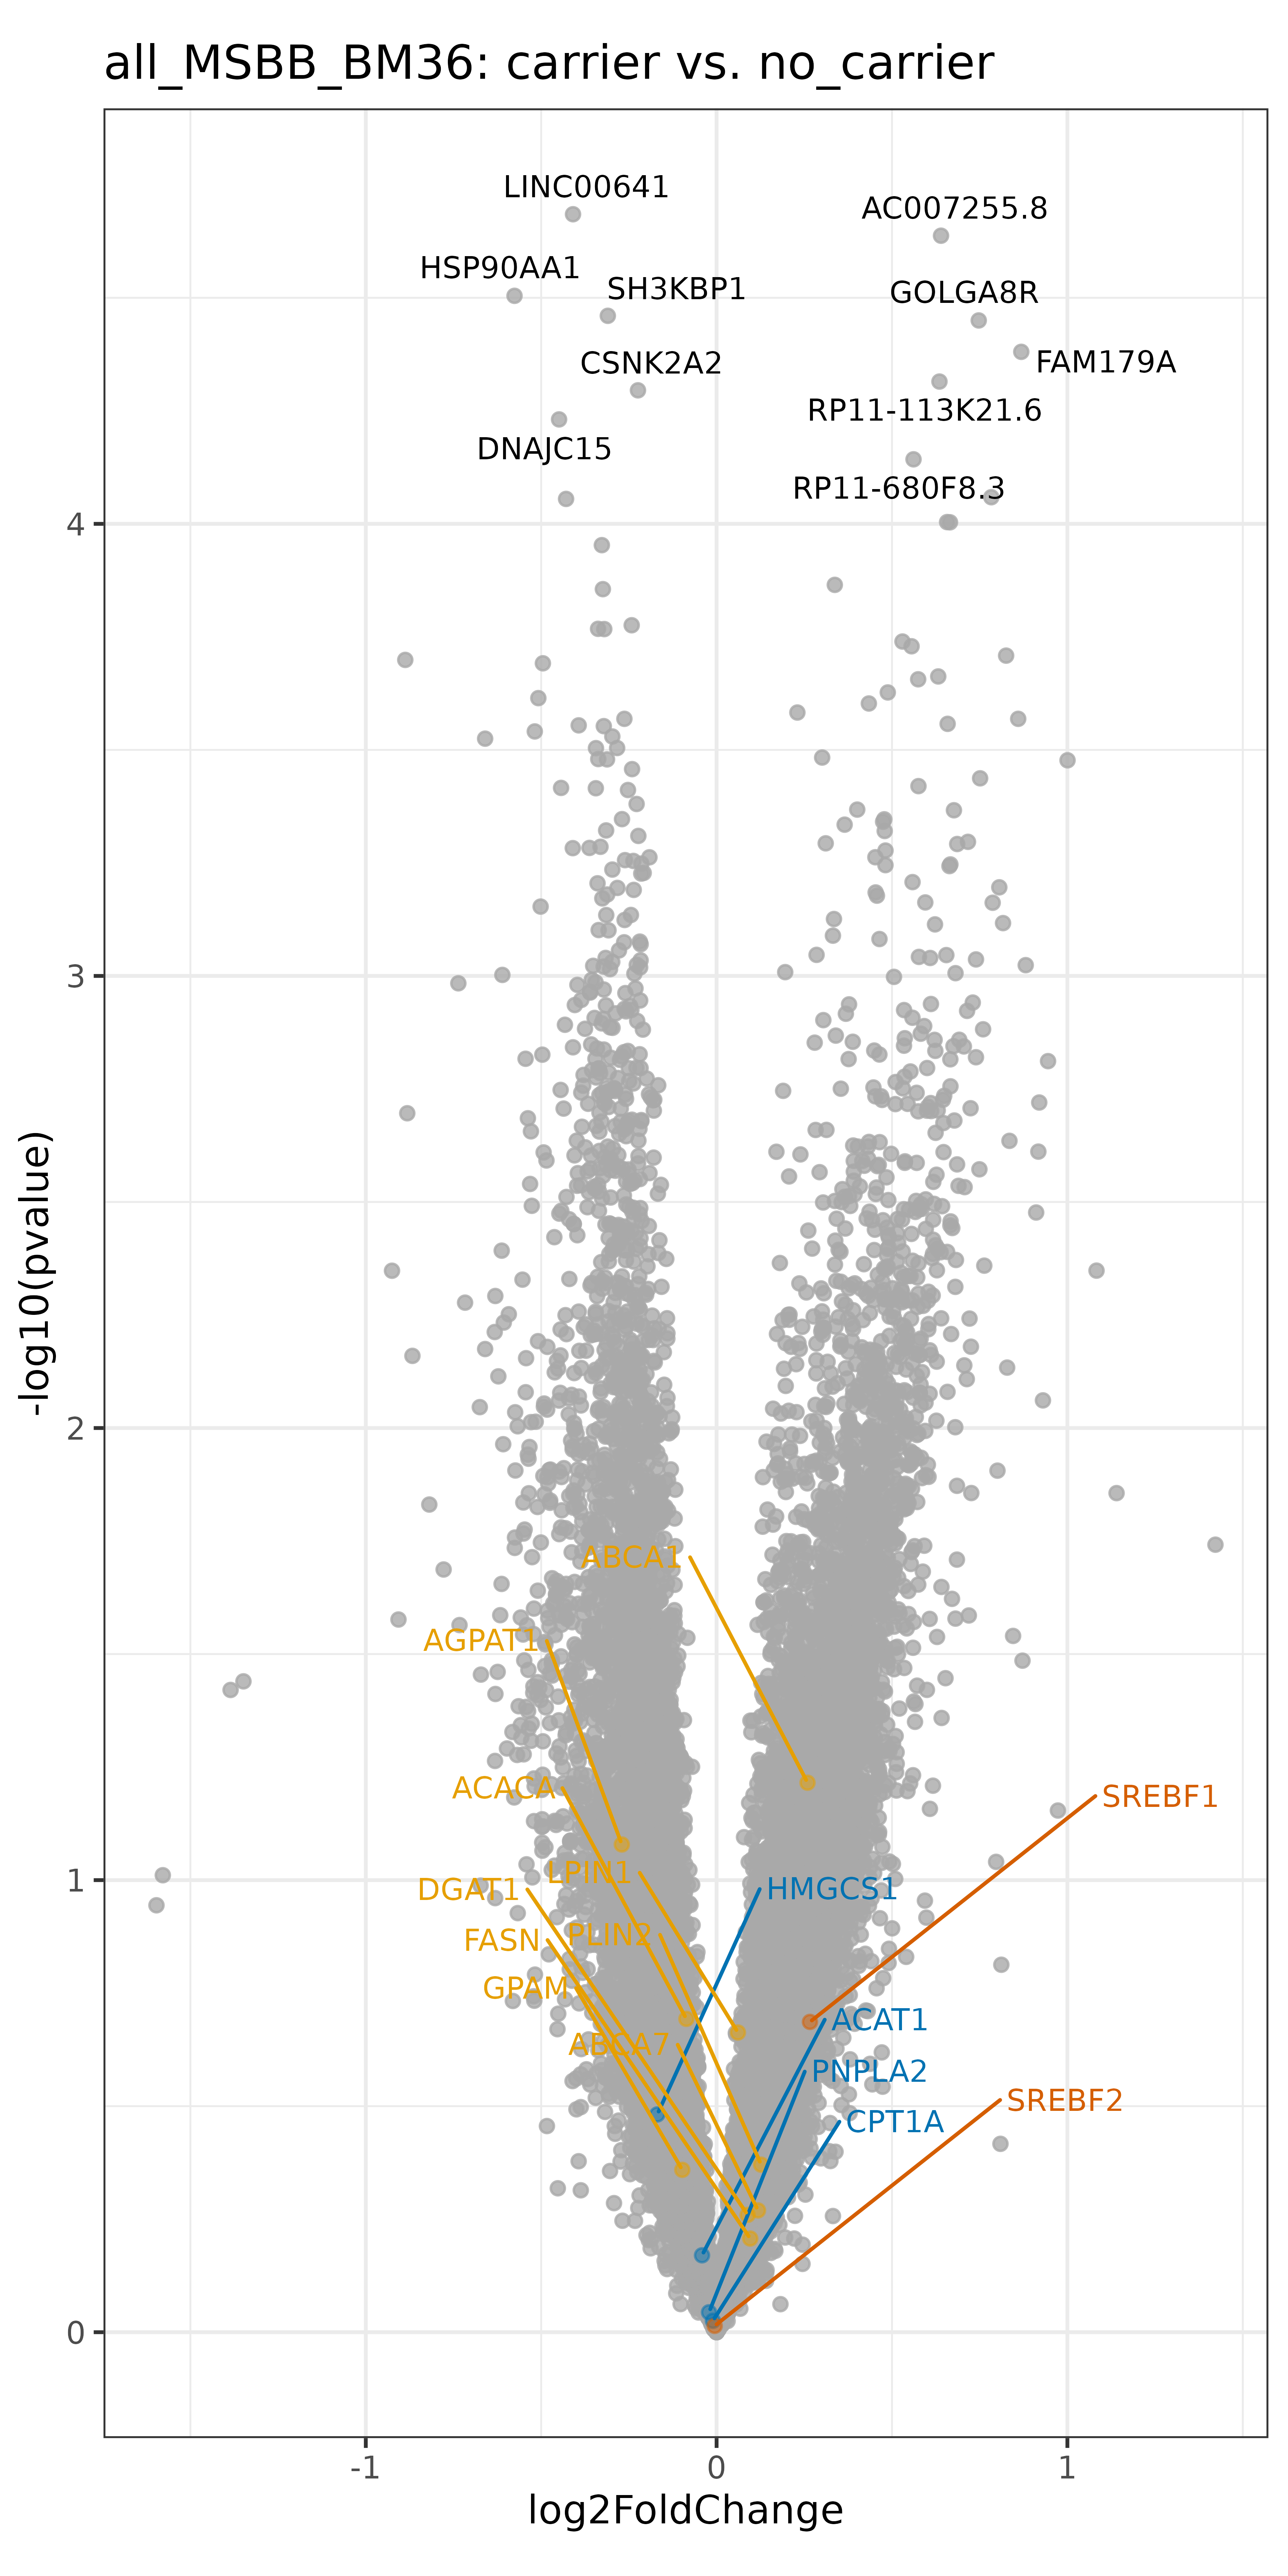 all_MSBB_BM36: carrier vs. no_carrier
LINC00641
AC007255.8
HSP90AA1
SH3KBP1
GOLGA8R
CSNK2A2
FAM179A
RP11-113K21.6
DNAJC15
RP11-680F8.3
4
3
-log10(pvalue)
2
ABCA1
AGPAT1
ACACA
SREBF1
LPIN1
1
DGAT1
HMGCS1
FASN
PLIN2
GPAM
ACAT1
ABCA7
PNPLA2
SREBF2
CPT1A
0
-1
0
1
log2FoldChange